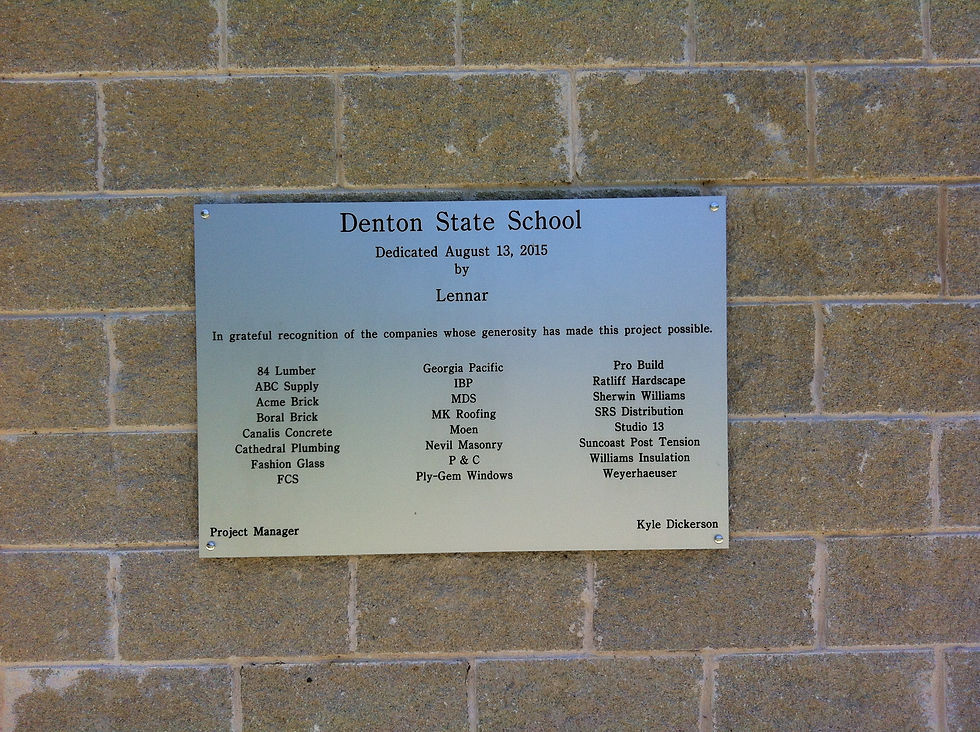 Denton State School
Dedicated August 13, 2015
by
Lennar
In grateful recognition of the companies whose generosity has made this project possible.
84 Lumber
ABC Supply
Acme Brick
Boral Brick
Canalis Concrete
Cathedral Plumbing
Fashion Glass
FCS
Georgia Pacific
IBP
MDS
MK Roofing
Moen
Nevil Masonry
P & C
Ply-Gem Windows
Pro Build
Ratliff Hardscape
Sherwin Williams
SRS Distribution
Studio 13
Suncoast Post Tension
Williams Insulation
Weyerhaeuser
Project Manager
Kyle Dickerson